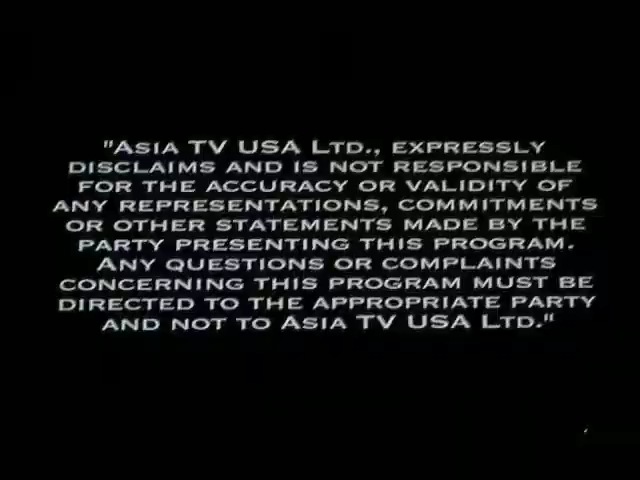 "Asia TV USA Ltd., expressly
disclaims and is not responsible
for the accuracy or validity of
any representations, commitments
or other statements made by the
party presenting this program.
Any questions or complaints
concerning this program must be
directed to the appropriate party
and not to Asia TV USA Ltd."